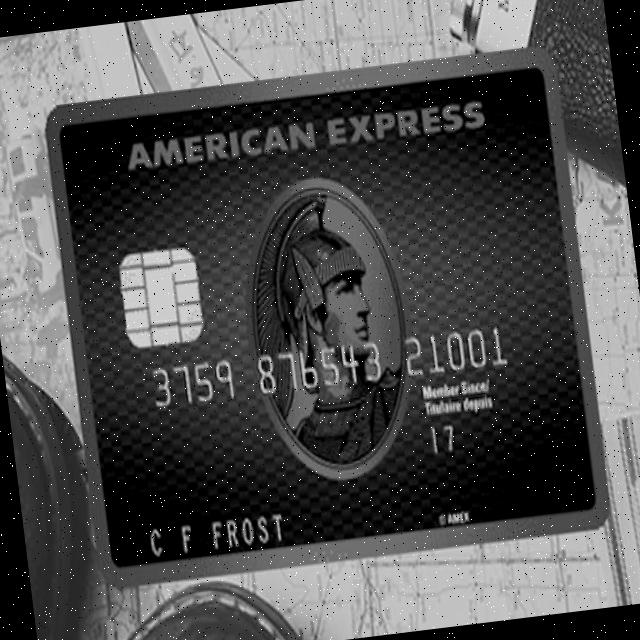 AMERICAN EXPRESS
3759 876543 21001
Member Since
Titulaire depuis
17
C F FROST
© AMEX